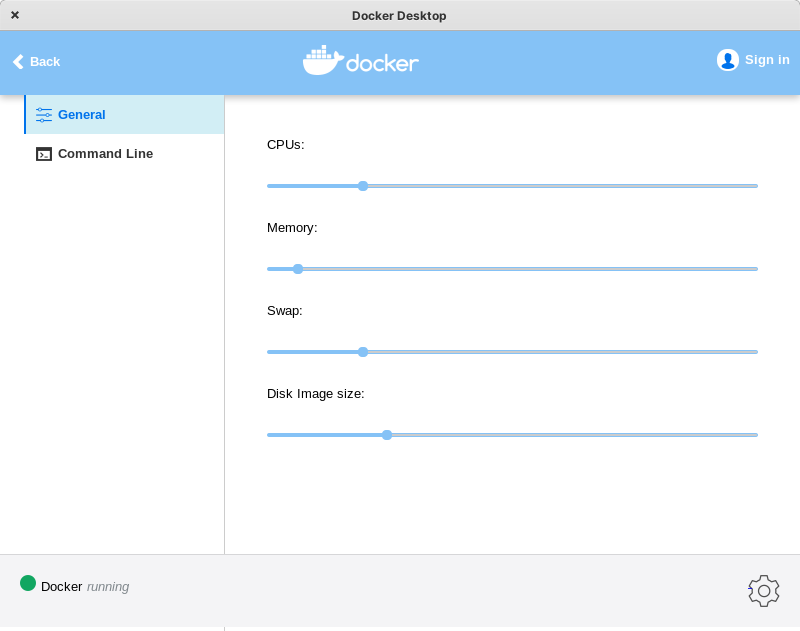 Docker Desktop
Back
docker
Sign in
General
Command Line
CPUs:
Memory:
Swap:
Disk Image size:
Docker running